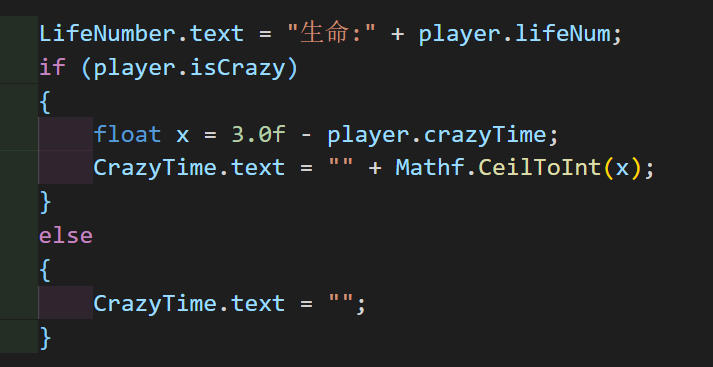 LifeNumber.text = "生命:" + player.lifeNum;
if (player.isCrazy)
{
    float x = 3.0f - player.crazyTime;
    CrazyTime.text = "" + Mathf.CeilToInt(x);
}
else
{
    CrazyTime.text = "";
}